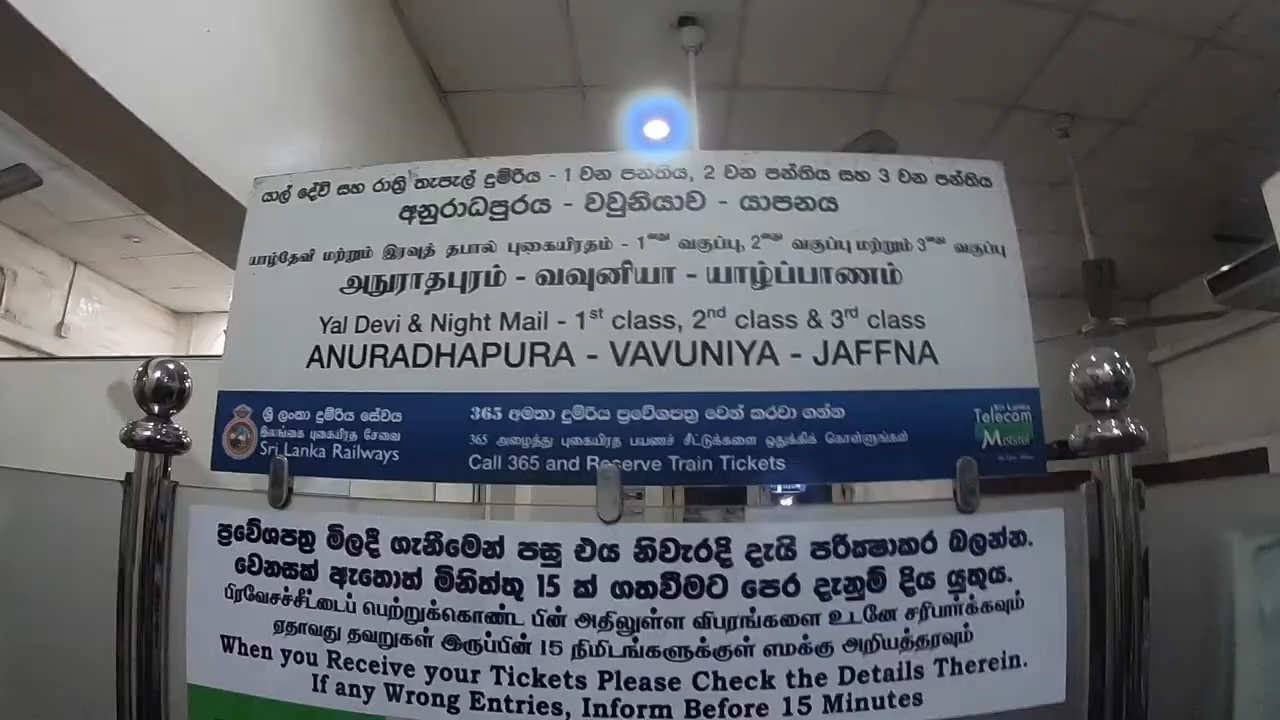 යාල් දේවි සහ රාත්‍රි තැපැල් දුම්රිය - 1 වන පන්තිය, 2 වන පන්තිය සහ 3 වන පන්තිය
අනුරාධපුරය - වවුනියාව - යාපනය
யாழ்தேவி மற்றும் இரவுத் தபால் புகையிரதம் - 1ஆவது வகுப்பு, 2ஆவது வகுப்பு மற்றும் 3ஆவது வகுப்பு
அநுராதபுரம் - வவுனியா - யாழ்ப்பாணம்
Yal Devi & Night Mail - 1st class, 2nd class & 3rd class
ANURADHAPURA - VAVUNIYA - JAFFNA
ශ්‍රී ලංකා දුම්රිය සේවය
இலங்கை புகையிரத சேவை
Sri Lanka Railways
365 අමතා දුම්රිය ප්‍රවේශපත්‍ර වෙන් කරවා ගන්න
365 அழைத்து புகையிரத பயணச் சீட்டுக்களை ஒதுக்கிக் கொள்ளுங்கள்
Call 365 and Reserve Train Tickets
Sri Lanka
Telecom
Mobitel
ප්‍රවේශපත්‍ර මිලදී ගැනීමෙන් පසු එය නිවැරදි දැයි පරික්ෂාකර බලන්න.
වෙනසක් ඇතොත් මිනිත්තු 15 ක් ගතවීමට පෙර දැනුම් දිය යුතුය.
பிரவேசச்சீட்டைப் பெற்றுக்கொண்ட பின் அதிலுள்ள விபரங்களை உடனே சரிபார்க்கவும்
ஏதாவது தவறுகள் இருப்பின் 15 நிமிடங்களுக்குள் எமக்கு அறியத்தரவும்
When you Receive your Tickets Please Check the Details Therein.
If any Wrong Entries, Inform Before 15 Minutes